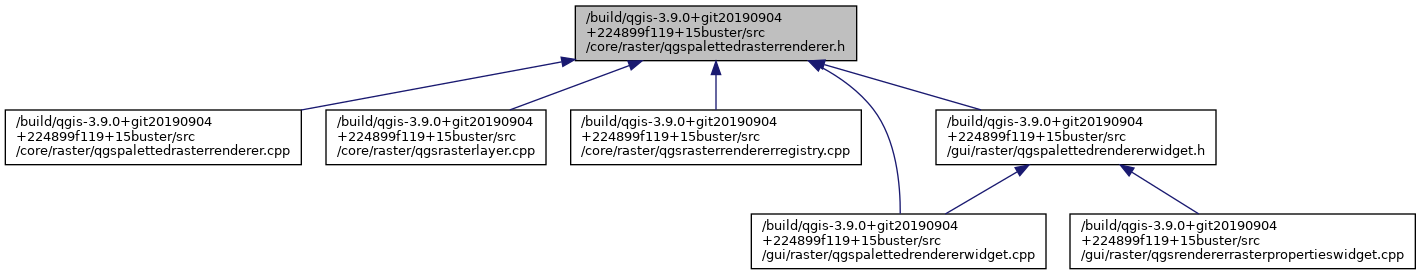 /build/qgis-3.9.0+git20190904
+224899f119+15buster/src
/core/raster/qgspalettedrasterrenderer.h
/build/qgis-3.9.0+git20190904
+224899f119+15buster/src
/core/raster/qgspalettedrasterrenderer.cpp
/build/qgis-3.9.0+git20190904
+224899f119+15buster/src
/core/raster/qgsrasterlayer.cpp
/build/qgis-3.9.0+git20190904
+224899f119+15buster/src
/core/raster/qgsrasterrendererregistry.cpp
/build/qgis-3.9.0+git20190904
+224899f119+15buster/src
/gui/raster/qgspalettedrendererwidget.h
/build/qgis-3.9.0+git20190904
+224899f119+15buster/src
/gui/raster/qgspalettedrendererwidget.cpp
/build/qgis-3.9.0+git20190904
+224899f119+15buster/src
/gui/raster/qgsrendererrasterpropertieswidget.cpp